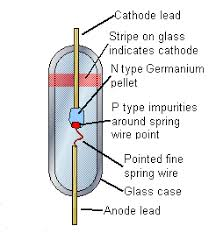 Cathode lead
Stripe on glass
indicates cathode
N type Germanium
pellet
P type impurities
around spring
wire point
Pointed fine
spring wire
Glass case
Anode lead